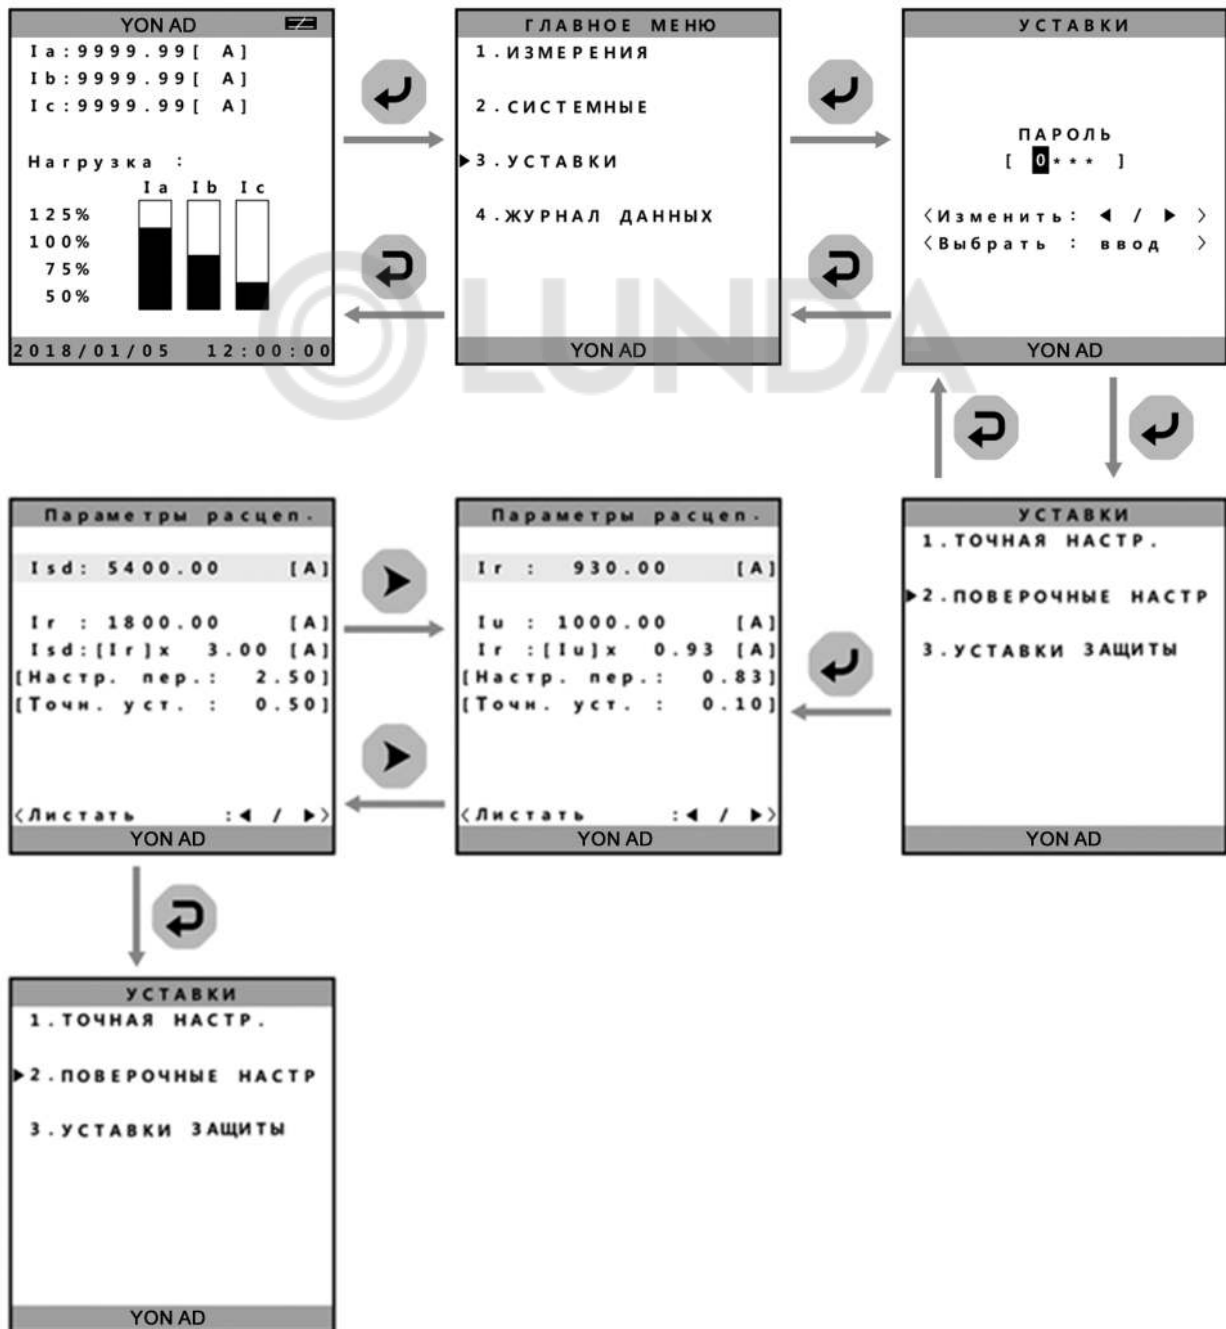 YON AD
Ia:9999.99[ A]
Ib:9999.99[ A]
Ic:9999.99[ A]
Нагрузка :
Ia Ib Ic
125%
100%
75%
50%
2018/01/05 12:00:00
ГЛАВНОЕ МЕНЮ
1.ИЗМЕРЕНИЯ
2.СИСТЕМНЫЕ
▶3.УСТАВКИ
4.ЖУРНАЛ ДАННЫХ
YON AD
УСТАВКИ
ПАРОЛЬ
[ 0*** ]
<Изменить: ◀ / ▶ >
<Выбрать : ввод >
YON AD
LUNDA
Параметры расцеп.
Isd: 5400.00 [A]
Ir : 1800.00 [A]
Isd:[Ir]x 3.00 [A]
[Настр. пер.: 2.50]
[Точн. уст. : 0.50]
<Листать :◀ / ▶>
YON AD
Параметры расцеп.
Ir : 930.00 [A]
Iu : 1000.00 [A]
Ir :[Iu]x 0.93 [A]
[Настр. пер.: 0.83]
[Точн. уст. : 0.10]
<Листать :◀ / ▶>
YON AD
УСТАВКИ
1.ТОЧНАЯ НАСТР.
▶2.ПОВЕРОЧНЫЕ НАСТР
3.УСТАВКИ ЗАЩИТЫ
YON AD
УСТАВКИ
1.ТОЧНАЯ НАСТР.
▶2.ПОВЕРОЧНЫЕ НАСТР
3.УСТАВКИ ЗАЩИТЫ
YON AD